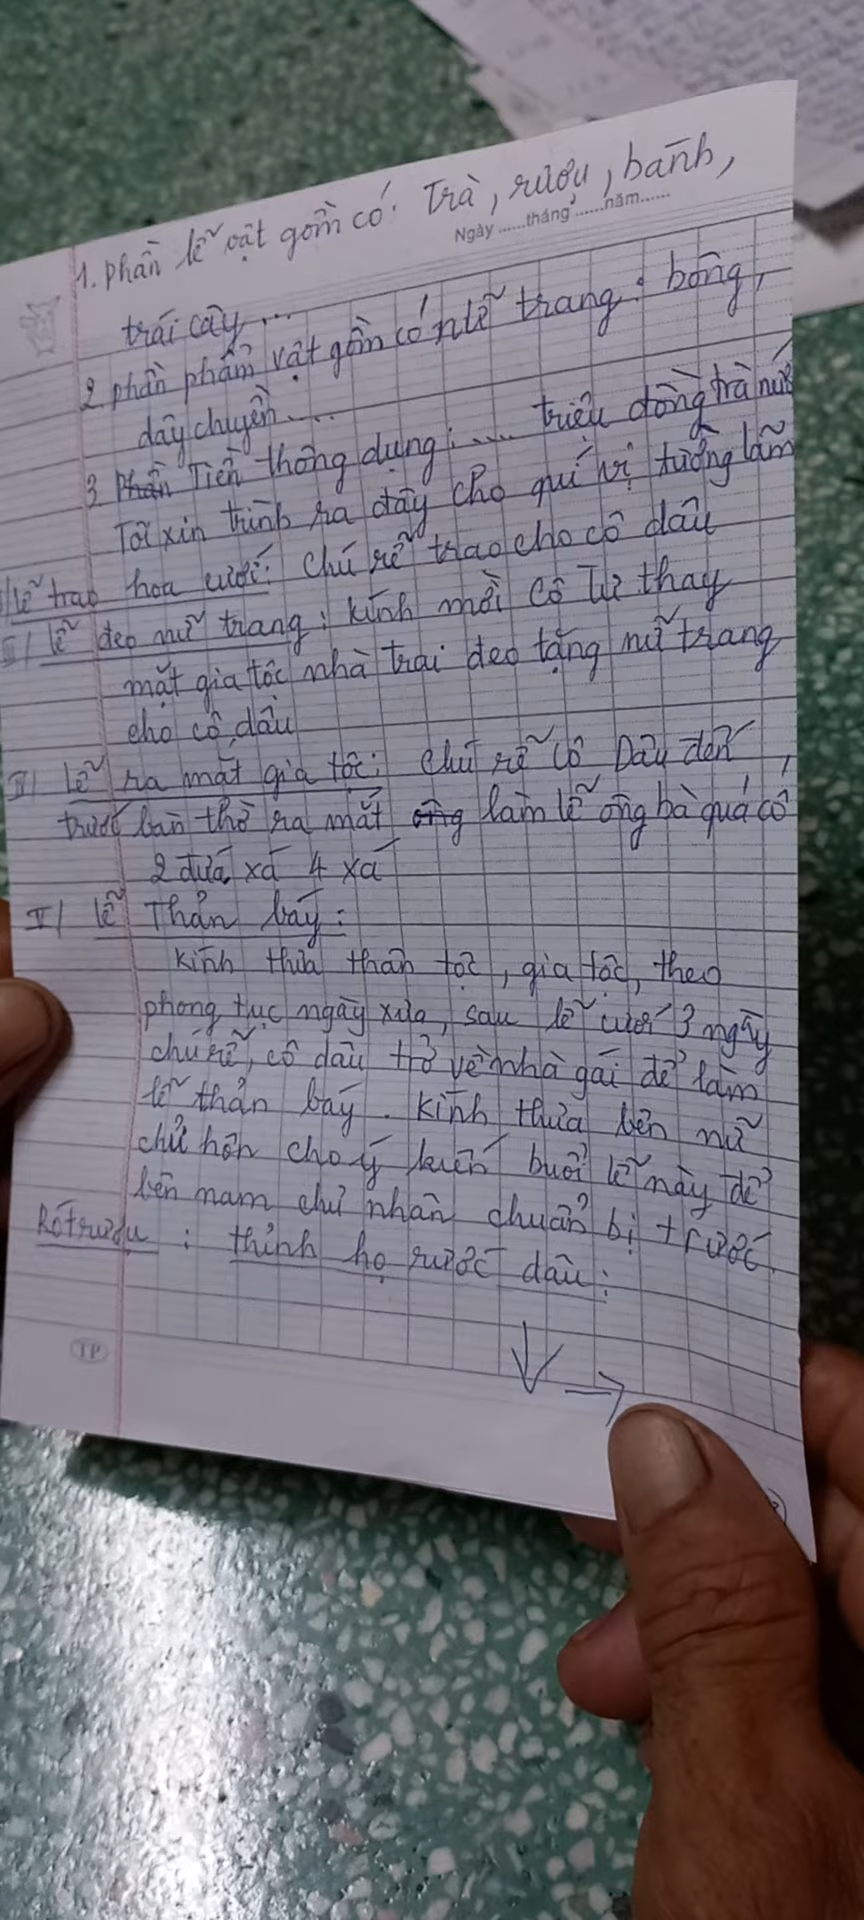 1. Phần lễ vật gồm có: Trà, rượu, bánh,
Ngày ......tháng ......năm......
trái cây ...
2 phần phẩm vật gồm có nữ trang: bông,
dây chuyền ....
3 Phần Tiền thông dụng: .... triệu đồng trà nước
Tôi xin trình ra đây cho quí vị tường lãm
/ Lễ trao hoa cưới: Chú rể trao cho cô dâu
III/ Lễ đeo nữ trang: Kính mời cô Tư thay
mặt gia tộc nhà trai đeo tặng nữ trang
cho cô dâu
IV/ Lễ ra mắt gia tộc: chú rể cô Dâu đến
trước bàn thờ ra mắt ông làm lễ ông bà quá cố
2 đứa xá 4 xá
V/ Lễ Thản báy:
Kính thưa thân tộc, gia tộc, theo
phong tục ngày xưa, sau lễ cưới 3 ngày
chú rể, cô dâu trở về nhà gái để làm
lễ thản báy. Kính thưa bên nữ
chủ hôn cho ý kiến buổi lễ này để
bên nam chủ nhân chuẩn bị trước.
Rót rượu: thỉnh họ rước dâu:
TP